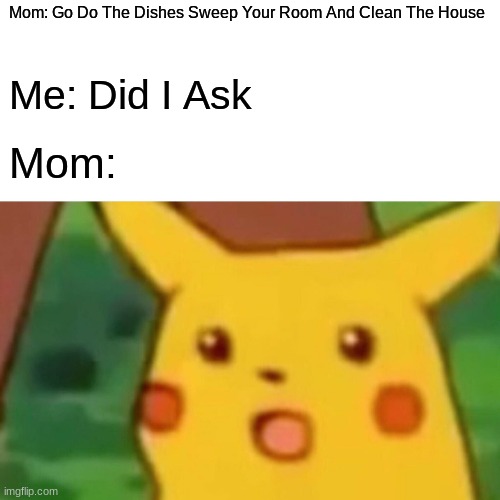 Mom: Go Do The Dishes Sweep Your Room And Clean The House
Me: Did I Ask
Mom:
imgflip.com